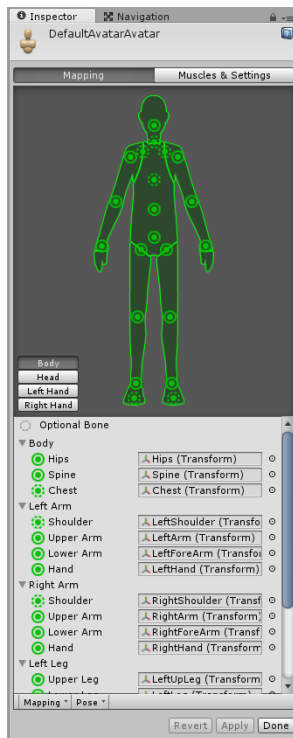 Inspector Navigation
DefaultAvatarAvatar
Mapping Muscles & Settings
Body
Head
Left Hand
Right Hand
Optional Bone
Body
Hips Hips (Transform)
Spine Spine (Transform)
Chest Chest (Transform)
Left Arm
Shoulder LeftShoulder (Transfo
Upper Arm LeftArm (Transform)
Lower Arm LeftForeArm (Transfor
Hand LeftHand (Transform)
Right Arm
Shoulder RightShoulder (Transf
Upper Arm RightArm (Transform)
Lower Arm RightForeArm (Transf
Hand RightHand (Transform
Left Leg
Upper Leg LeftUpLeg (Transform
Mapping Pose
Revert Apply Done